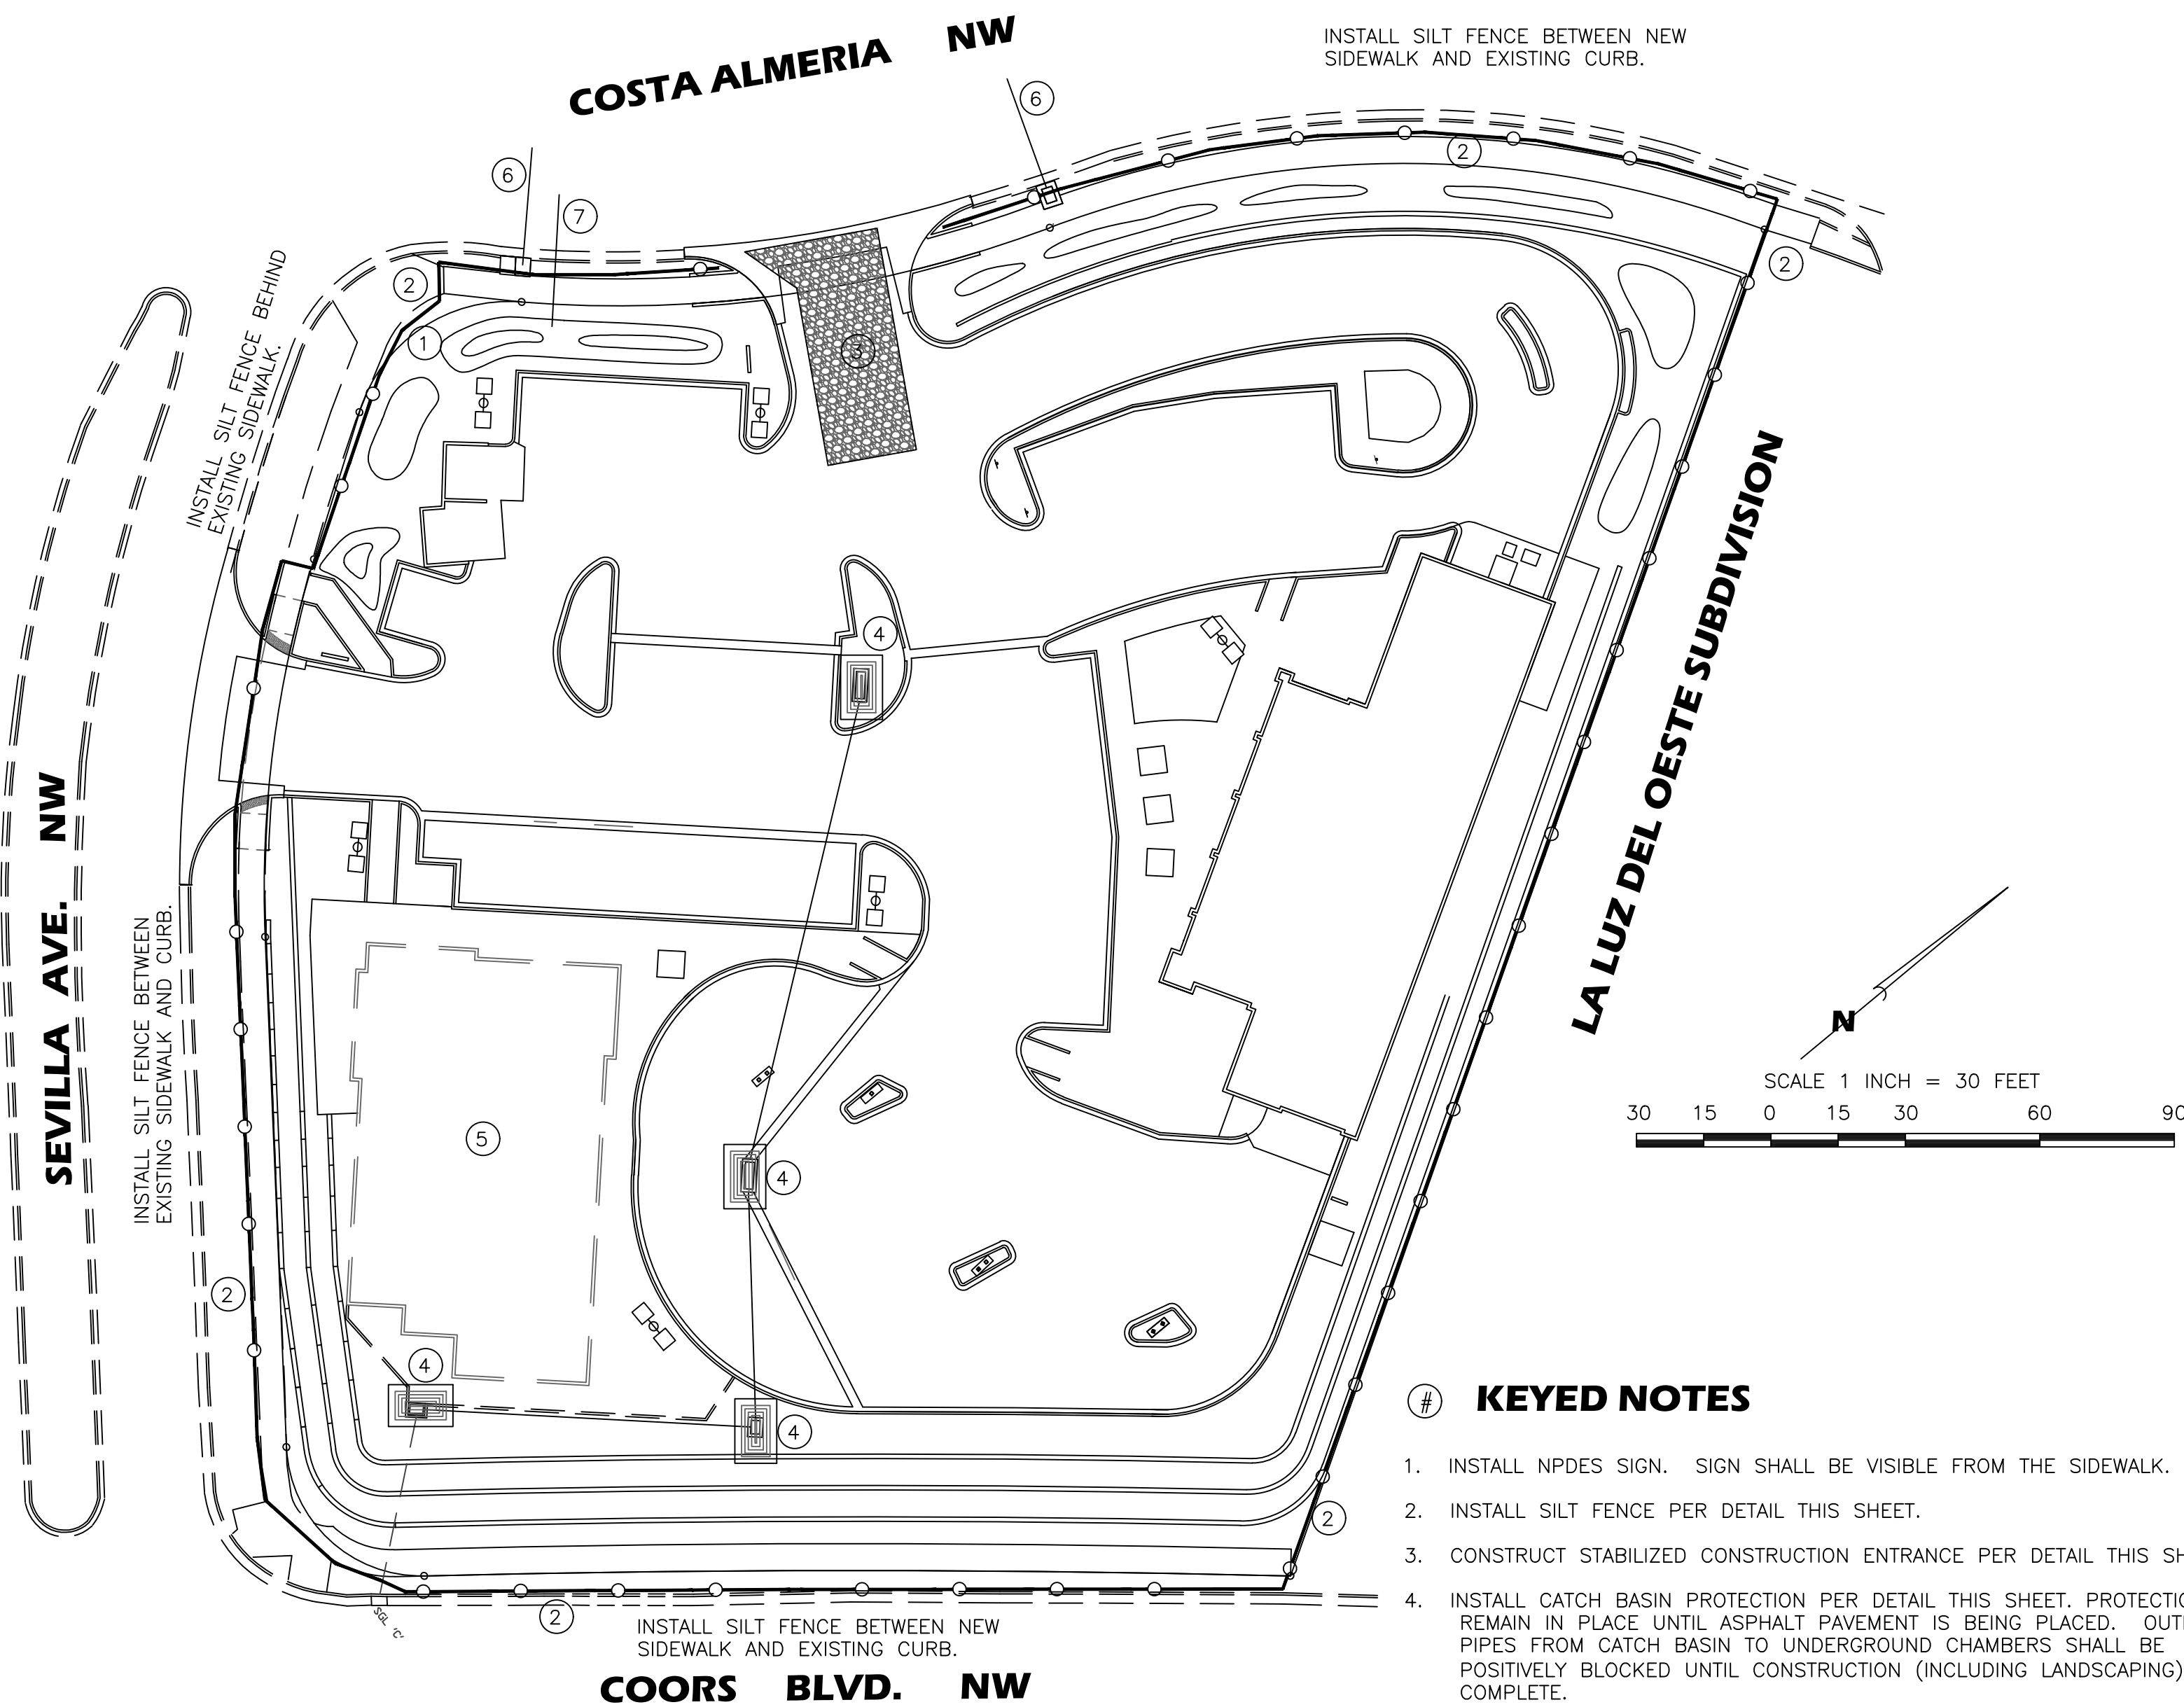 COSTA ALMERIA NW
INSTALL SILT FENCE BETWEEN NEW
SIDEWALK AND EXISTING CURB.
6
6
7
2
2
2
1
3
INSTALL SILT FENCE BEHIND
EXISTING SIDEWALK.
4
SEVILLA AVE. NW
INSTALL SILT FENCE BETWEEN
EXISTING SIDEWALK AND CURB.
LA LUZ DEL OESTE SUBDIVISION
N
SCALE 1 INCH = 30 FEET
30 15 0 15 30 60 90
5
4
2
4
4
2
2
SGL 'C'
INSTALL SILT FENCE BETWEEN NEW
SIDEWALK AND EXISTING CURB.
COORS BLVD. NW
# KEYED NOTES
1. INSTALL NPDES SIGN. SIGN SHALL BE VISIBLE FROM THE SIDEWALK.
2. INSTALL SILT FENCE PER DETAIL THIS SHEET.
3. CONSTRUCT STABILIZED CONSTRUCTION ENTRANCE PER DETAIL THIS
4. INSTALL CATCH BASIN PROTECTION PER DETAIL THIS SHEET.
REMAIN IN PLACE UNTIL ASPHALT PAVEMENT IS BEING PLACED.
PIPES FROM CATCH BASIN TO UNDERGROUND CHAMBERS SHALL BE
POSITIVELY BLOCKED UNTIL CONSTRUCTION (INCLUDING LANDSCAPING)
COMPLETE.